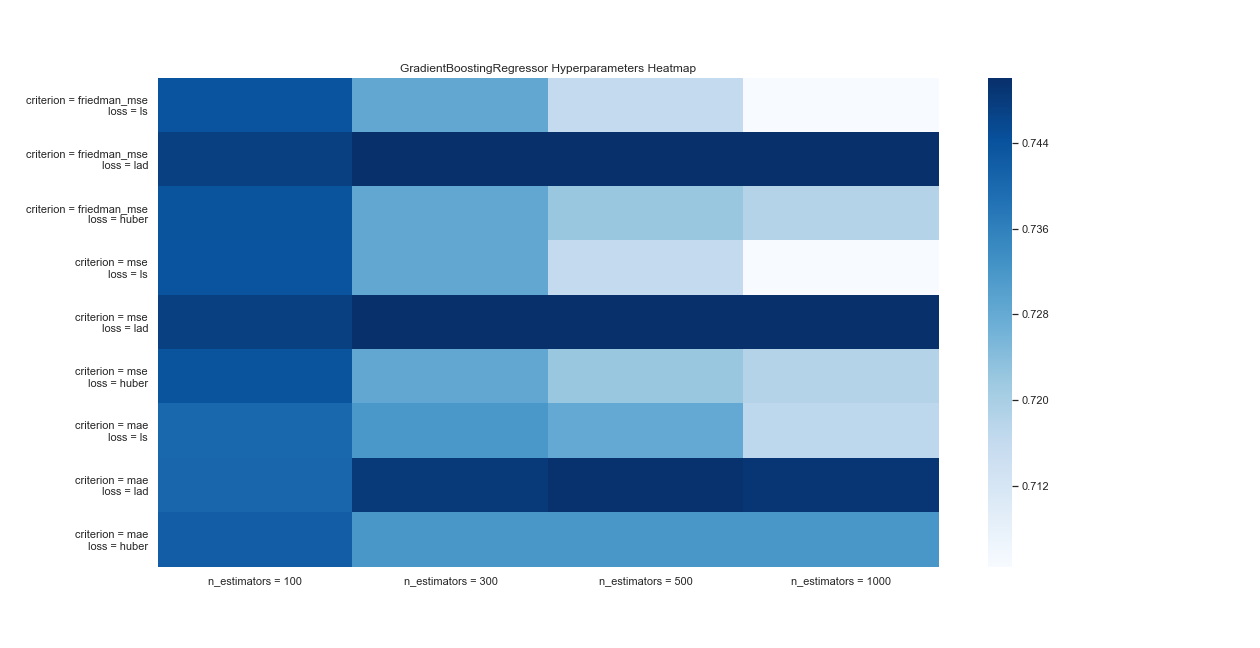 GradientBoostingRegressor Hyperparameters Heatmap
criterion = friedman_mse
loss = ls
criterion = friedman_mse
loss = lad
criterion = friedman_mse
loss = huber
criterion = mse
loss = ls
criterion = mse
loss = lad
criterion = mse
loss = huber
criterion = mae
loss = ls
criterion = mae
loss = lad
criterion = mae
loss = huber
n_estimators = 100
n_estimators = 300
n_estimators = 500
n_estimators = 1000
0.744
0.736
0.728
0.720
0.712